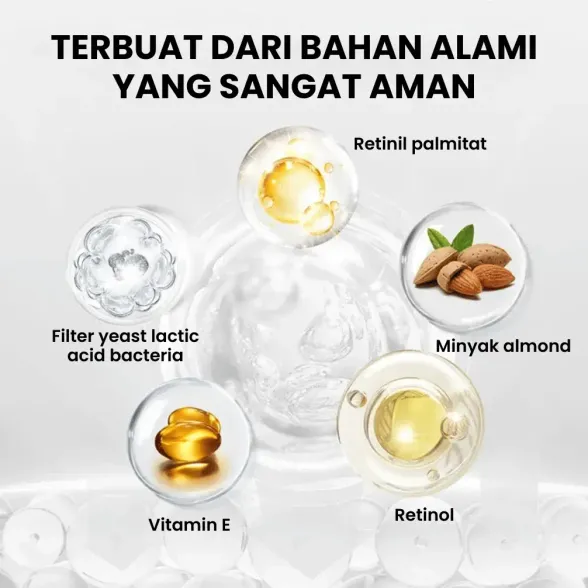 TERBUAT DARI BAHAN ALAMI
YANG SANGAT AMAN
Retinil palmitat
Filter yeast lactic
acid bacteria
Minyak almond
Vitamin E
Retinol